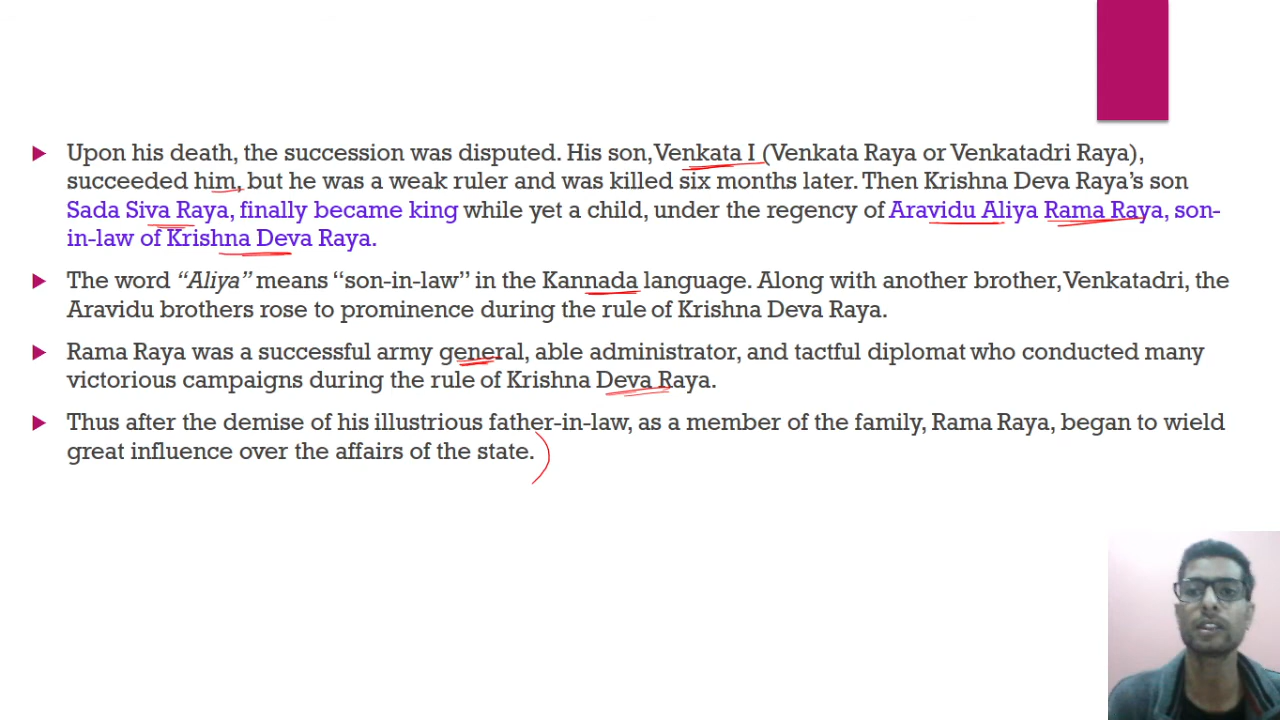 Upon his death, the succession was disputed. His son, Venkata I (Venkata Raya or Venkatadri Raya),
succeeded him, but he was a weak ruler and was killed six months later. Then Krishna Deva Raya's son
Sada Siva Raya, finally became king while yet a child, under the regency of Aravidu Aliya Rama Raya, son-
in-law of Krishna Deva Raya.
The word “Aliya” means “son-in-law” in the Kannada language. Along with another brother, Venkatadri, the
Aravidu brothers rose to prominence during the rule of Krishna Deva Raya.
Rama Raya was a successful army general, able administrator, and tactful diplomat who conducted many
victorious campaigns during the rule of Krishna Deva Raya.
Thus after the demise of his illustrious father-in-law, as a member of the family, Rama Raya, began to wield
great influence over the affairs of the state.